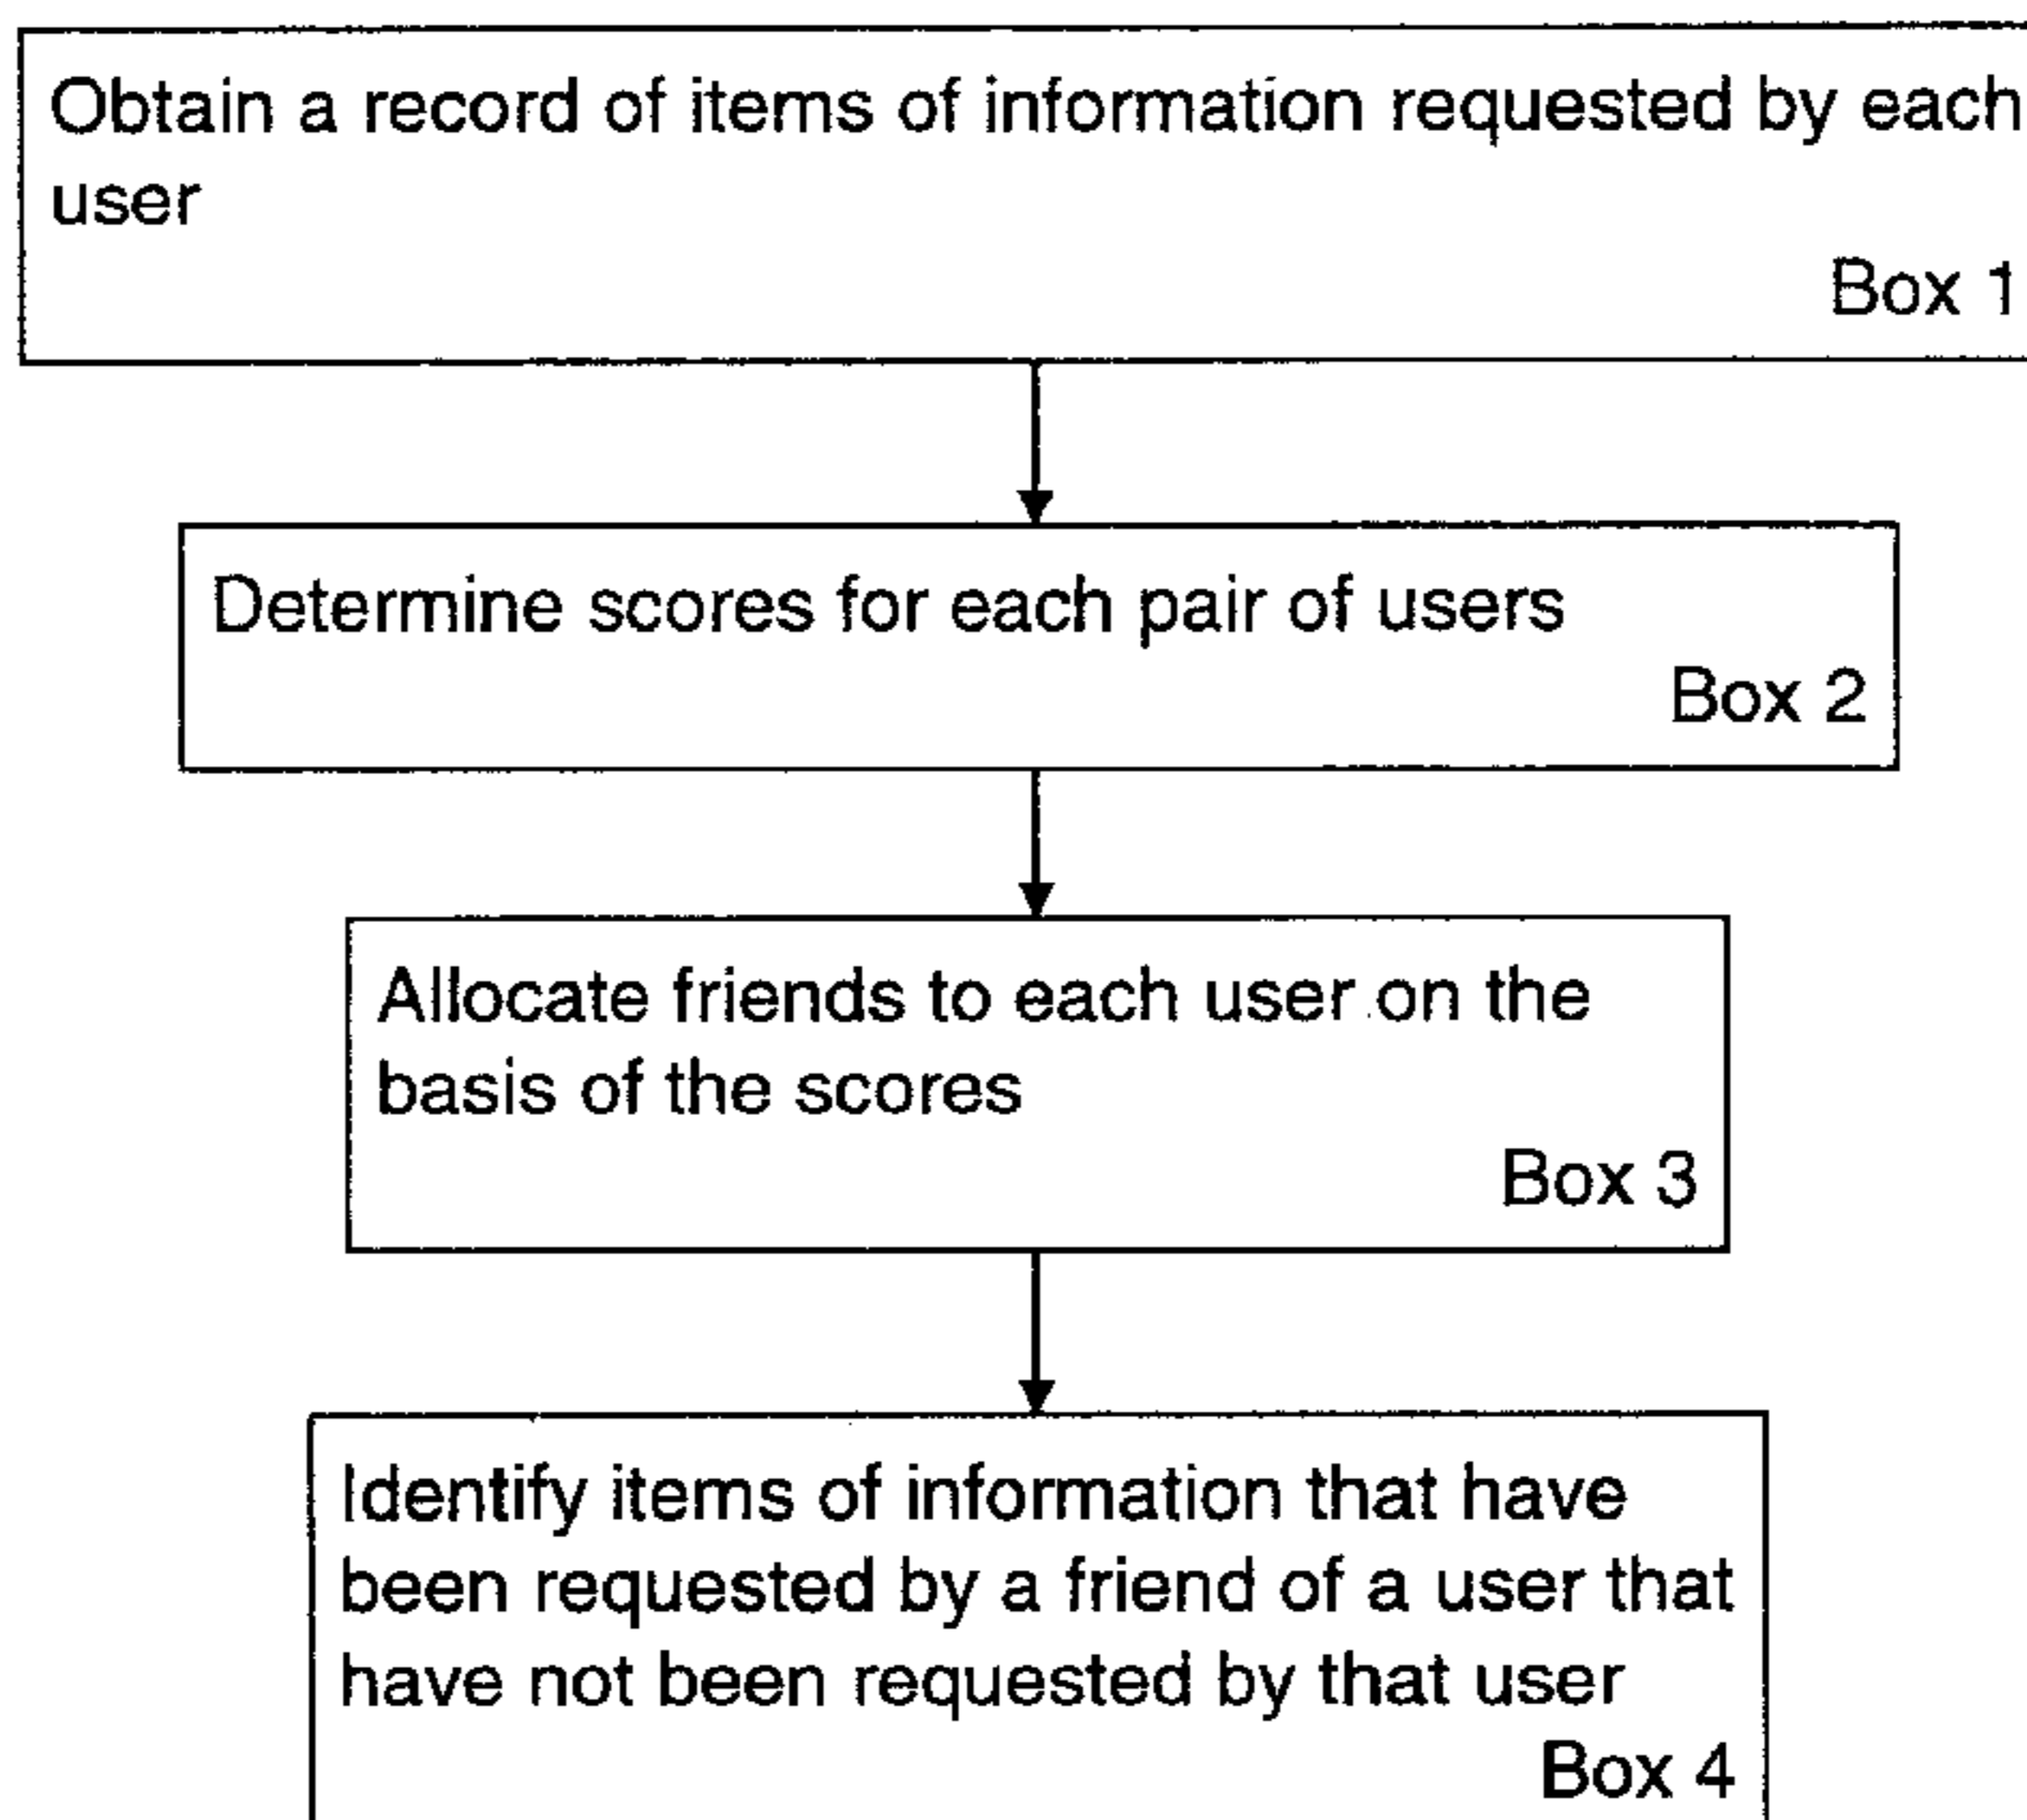 Obtain a record of items of information requested by each
user
Box 1
Determine scores for each pair of users
Box 2
Allocate friends to each user on the
basis of the scores
Box 3
Identify items of information that have
been requested by a friend of a user that
have not been requested by that user
Box 4